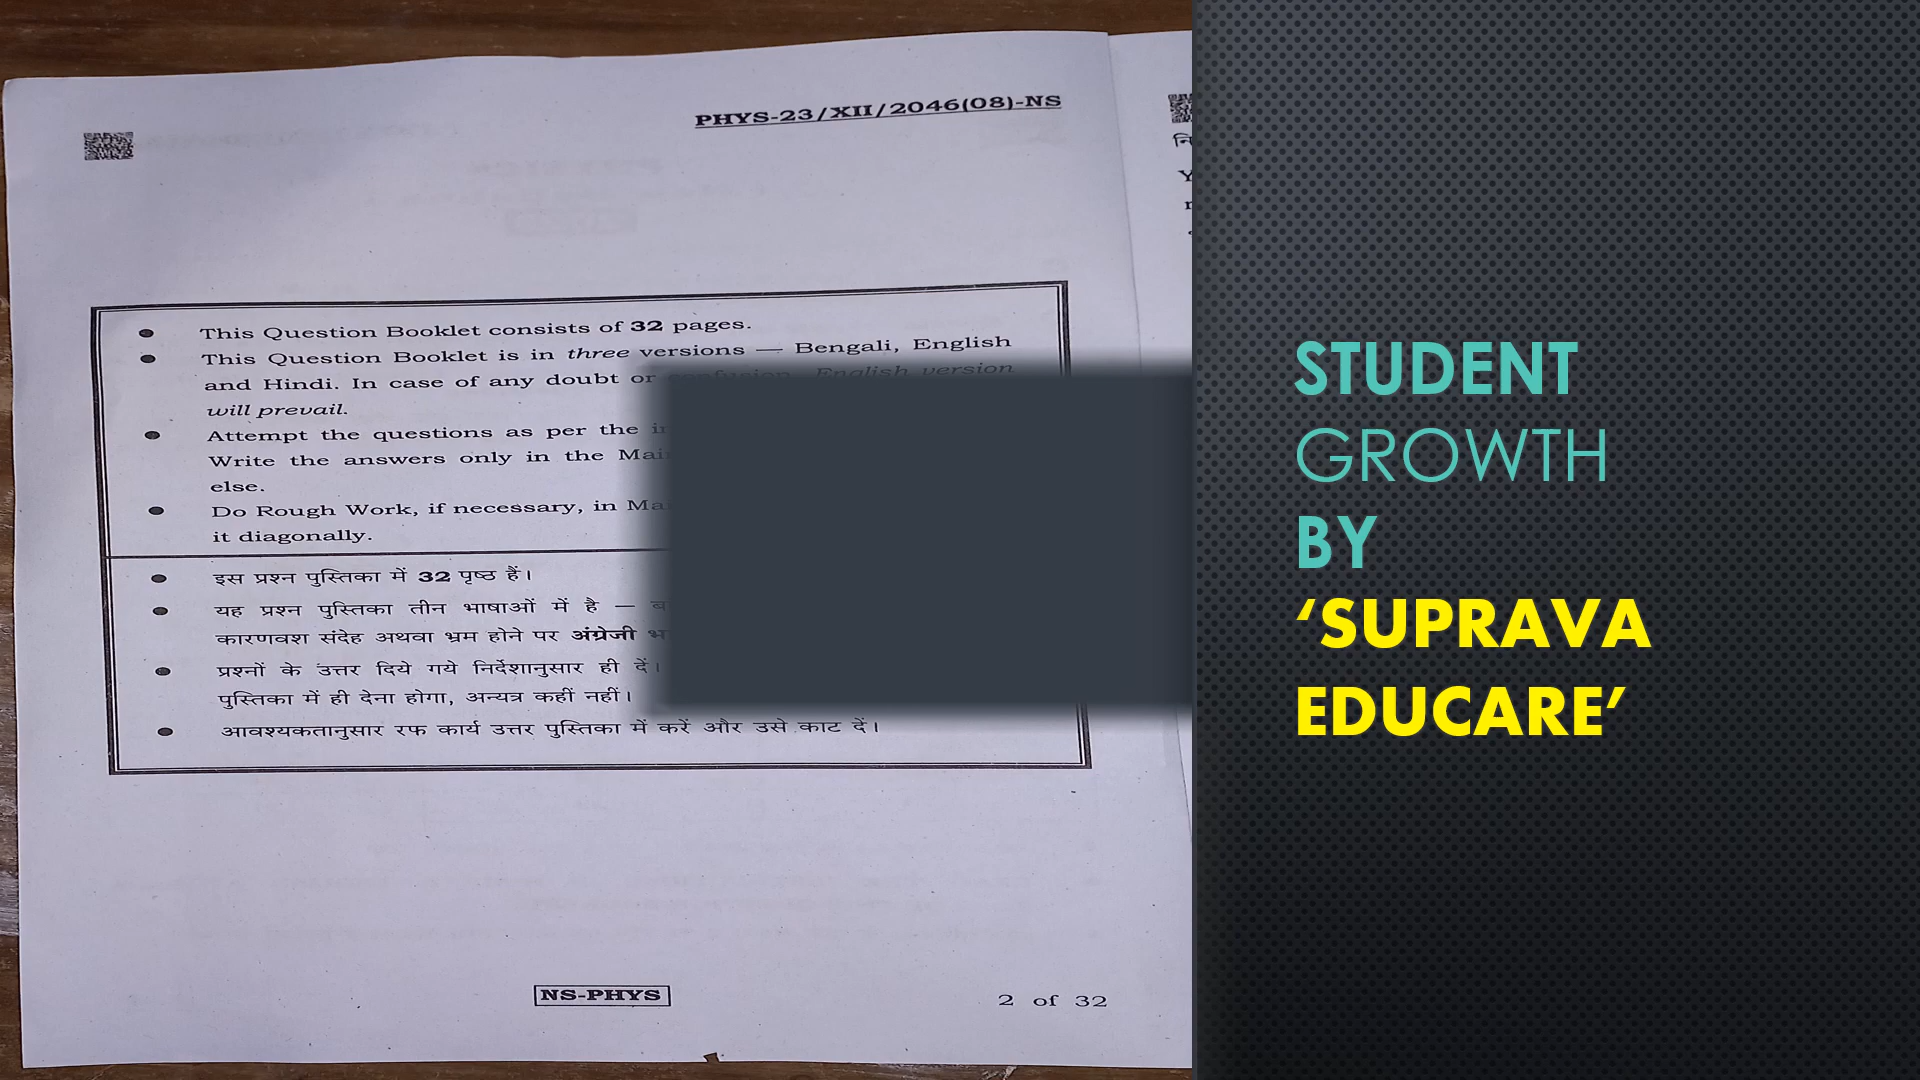 PHYS-23/XII/2046(08)-NS
• This Question Booklet consists of 32 pages.
• This Question Booklet is in three versions — Bengali, English
and Hindi. In case of any doubt or confusion, English version
will prevail.
• Attempt the questions as per the
Write the answers only in the
else.
• Do Rough Work, if necessary, in
it diagonally.
• इस प्रश्न पुस्तिका में 32 पृष्ठ हैं।
• यह प्रश्न पुस्तिका तीन भाषाओं में है —
कारणवश संदेह अथवा भ्रम होने पर अंग्रेजी
• प्रश्नों के उत्तर दिये गये निर्देशानुसार ही दें।
पुस्तिका में ही देना होगा, अन्यत्र कहीं नहीं।
• आवश्यकतानुसार रफ कार्य उत्तर पुस्तिका में करें और उसे काट दें।
NS-PHYS
2 of 32
STUDENT
GROWTH
BY
‘SUPRAVA
EDUCARE’